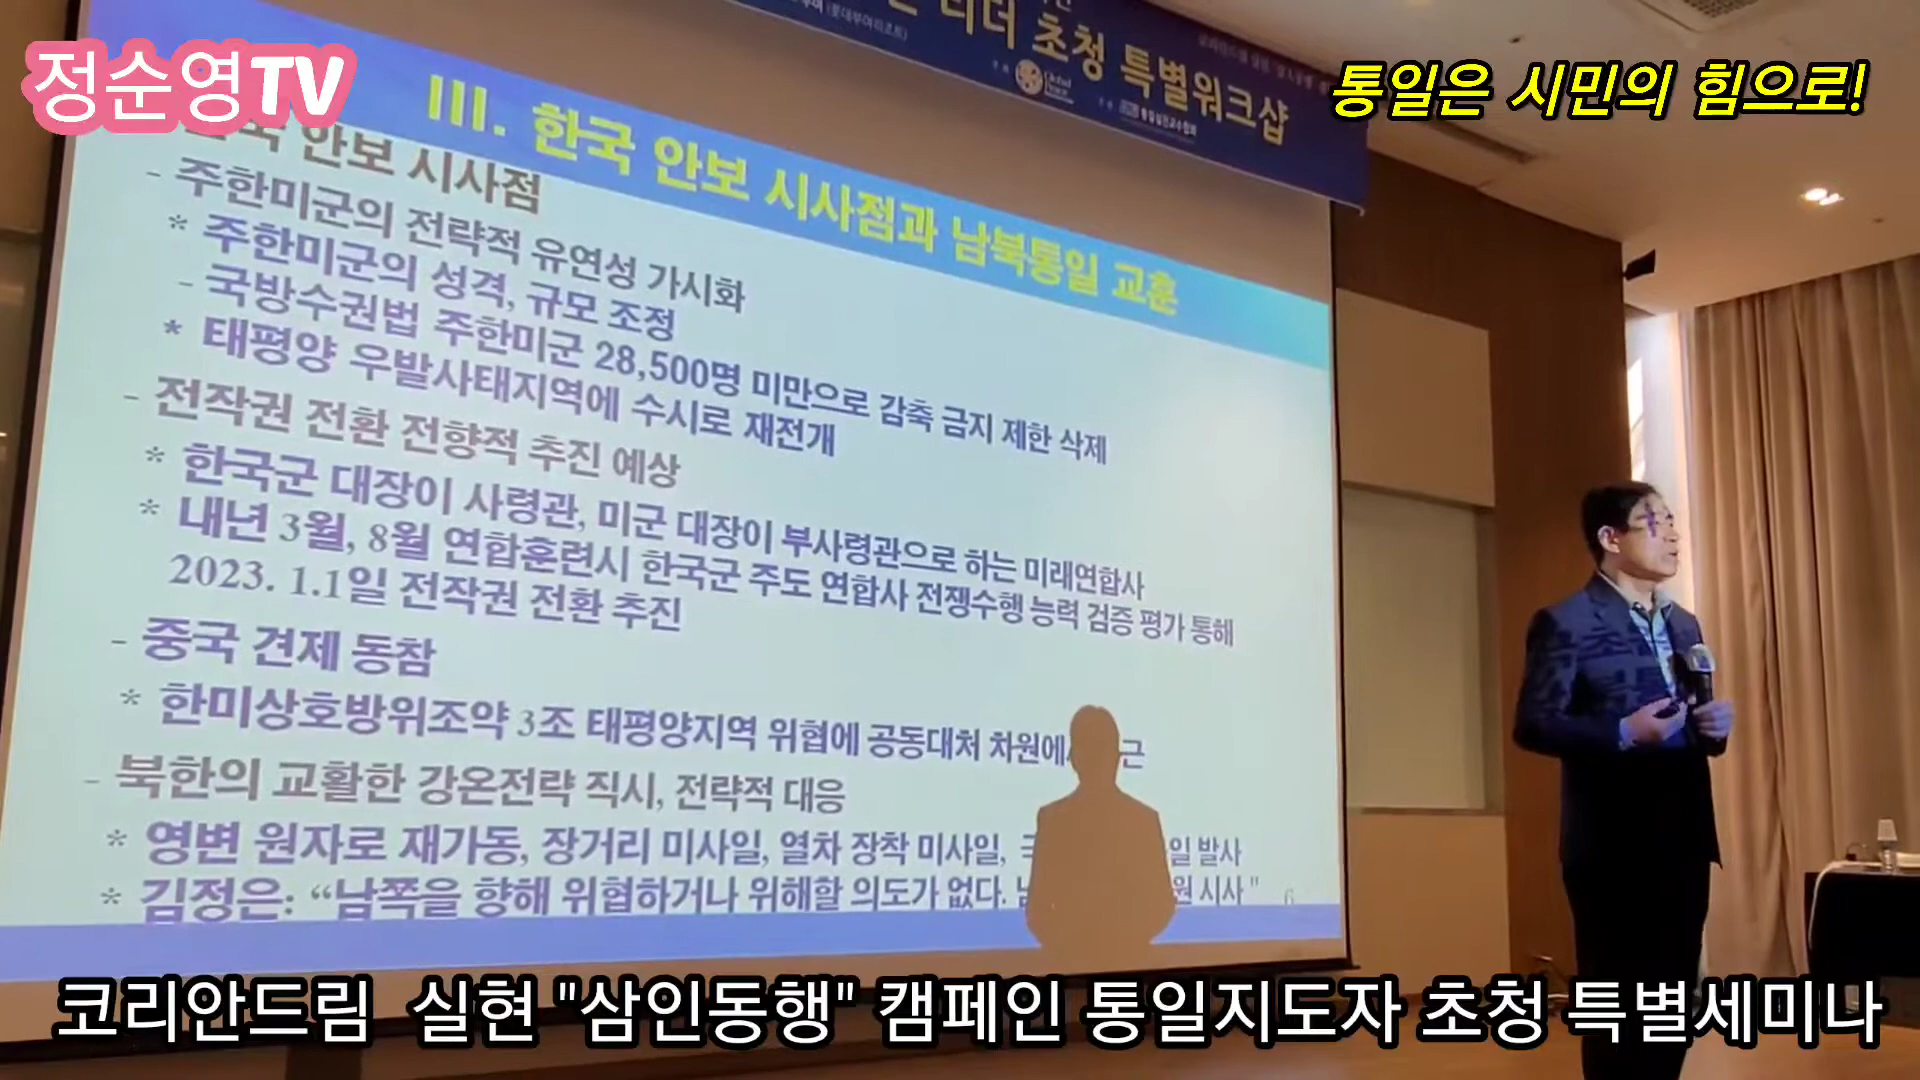 정순영TV
통일은 시민의 힘으로!
리더 초청 특별워크샵
III. 한국 안보 시사점과 남북통일 교훈
안보 시사점
- 주한미군의 전략적 유연성 가시화
* 주한미군의 성격, 규모 조정
- 국방수권법 주한미군 28,500명 미만으로 감축 금지 제한 삭제
* 태평양 우발사태지역에 수시로 재전개
- 전작권 전환 전향적 추진 예상
* 한국군 대장이 사령관, 미군 대장이 부사령관으로 하는 미래연합사
* 내년 3월, 8월 연합훈련시 한국군 주도 연합사 전쟁수행 능력 검증 평가 통해
2023. 1.1일 전작권 전환 추진
- 중국 견제 동참
* 한미상호방위조약 3조 태평양지역 위협에 공동대처 차원에
- 북한의 교활한 강온전략 직시, 전략적 대응
* 영변 원자로 재가동, 장거리 미사일, 열차 장착 미사일, 발사
* 김정은: “남쪽을 향해 위협하거나 위해할 의도가 없다. 시사 "
6
코리안드림 실현 "삼인동행" 캠페인 통일지도자 초청 특별세미나